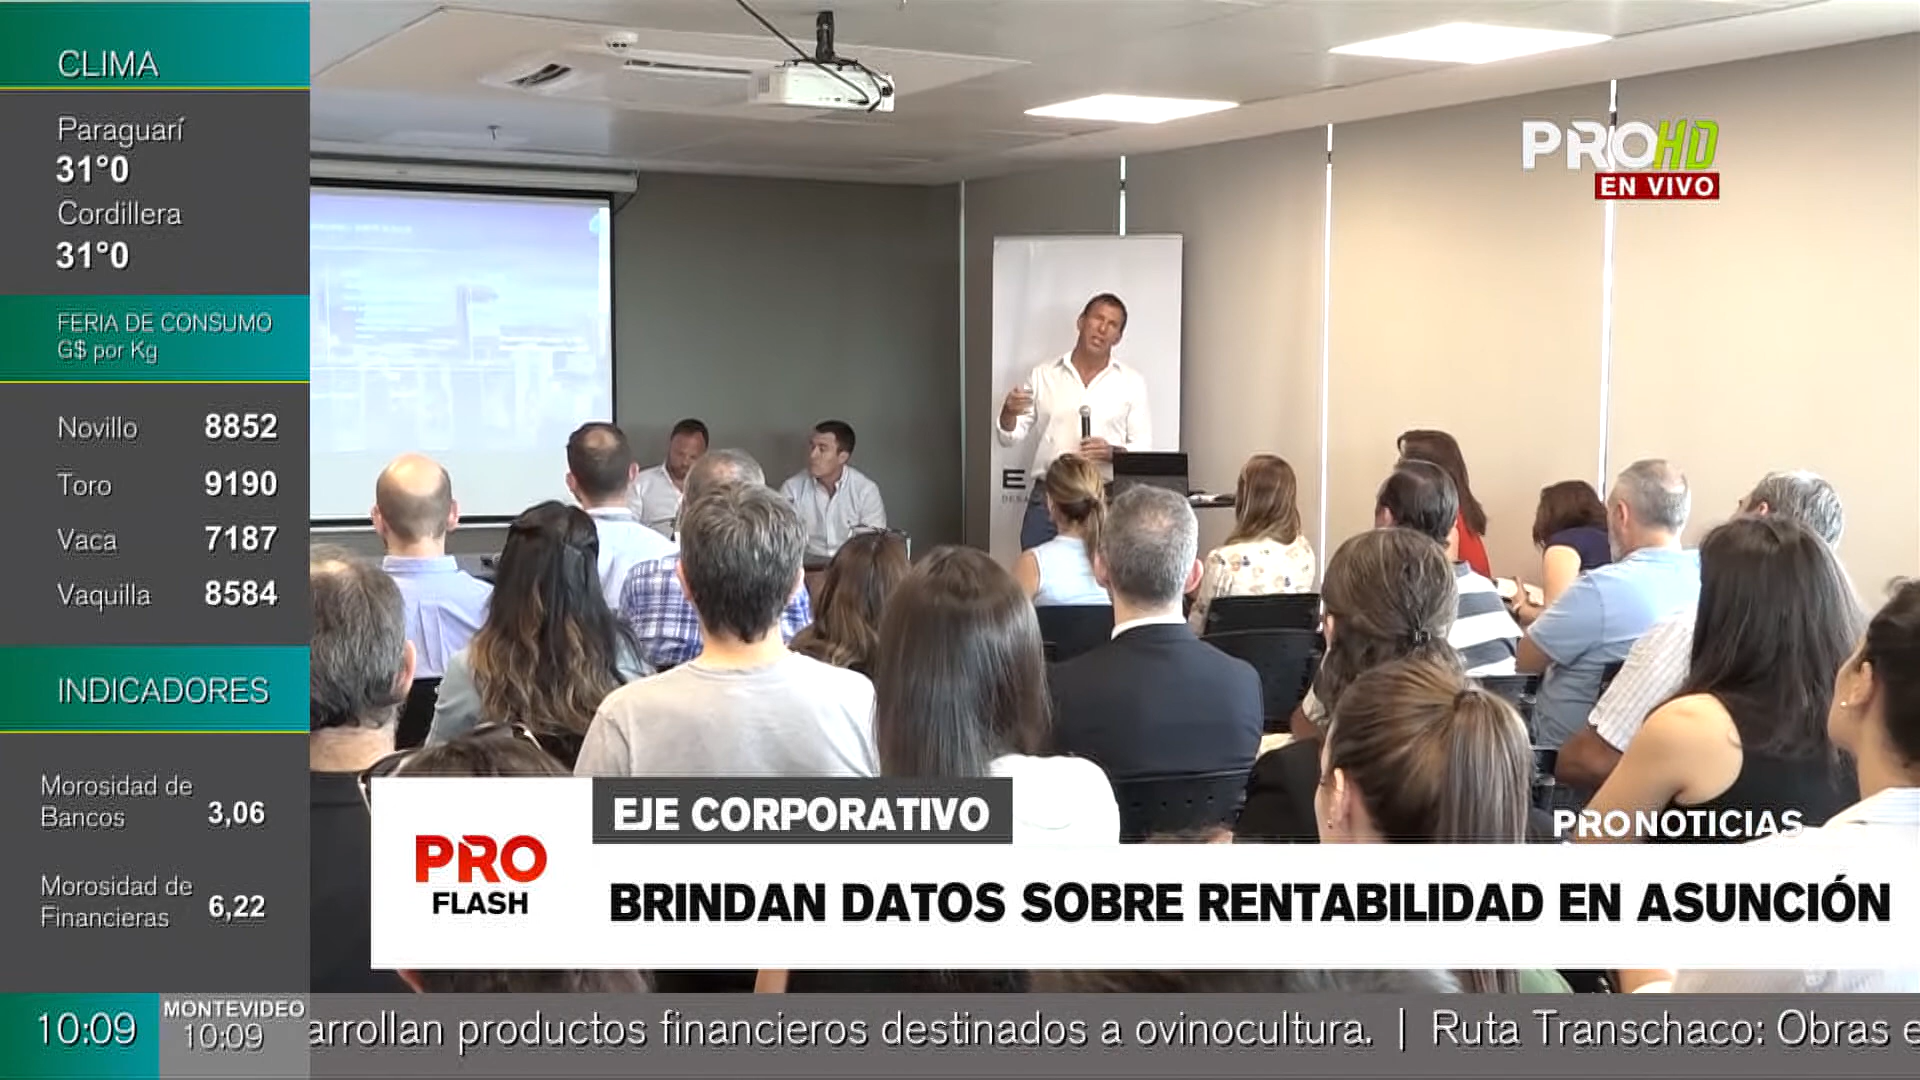 CLIMA
Paraguarí
31°0
Cordillera
31°0
FERIA DE CONSUMO
G$ por Kg
Novillo 8852
Toro 9190
Vaca 7187
Vaquilla 8584
INDICADORES
Morosidad de
Bancos 3,06
Morosidad de
Financieras 6,22
PROHD
EN VIVO
E
PRONOTICIAS
EJE CORPORATIVO
PRO
FLASH
BRINDAN DATOS SOBRE RENTABILIDAD EN ASUNCIÓN
10:09
MONTEVIDEO
10:09
arrollan productos financieros destinados a ovinocultura. | Ruta Transchaco: Obras e